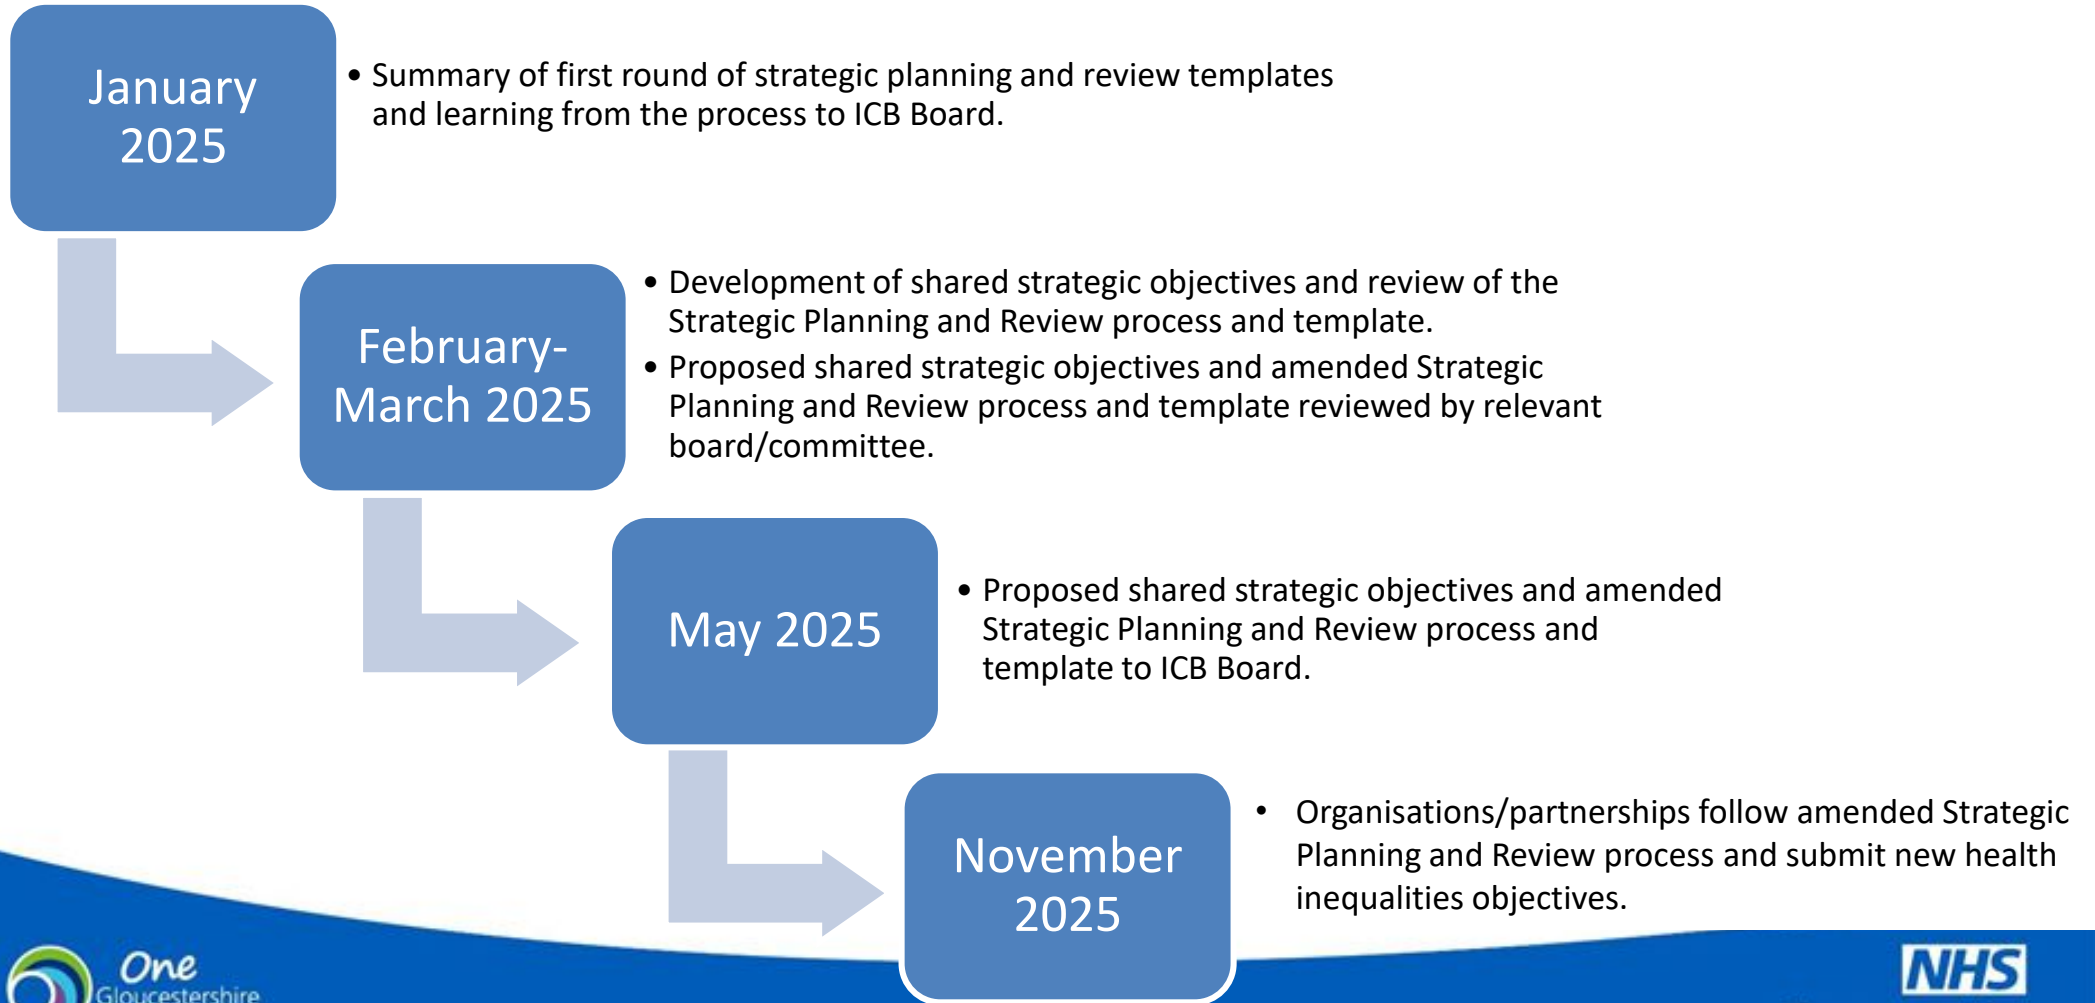 January
2025
• Summary of first round of strategic planning and review templates
and learning from the process to ICB Board.
February-
March 2025
• Development of shared strategic objectives and review of the
Strategic Planning and Review process and template.
• Proposed shared strategic objectives and amended Strategic
Planning and Review process and template reviewed by relevant
board/committee.
May 2025
• Proposed shared strategic objectives and amended
Strategic Planning and Review process and
template to ICB Board.
November
2025
• Organisations/partnerships follow amended Strategic
Planning and Review process and submit new health
inequalities objectives.
One
Gloucestershire
NHS